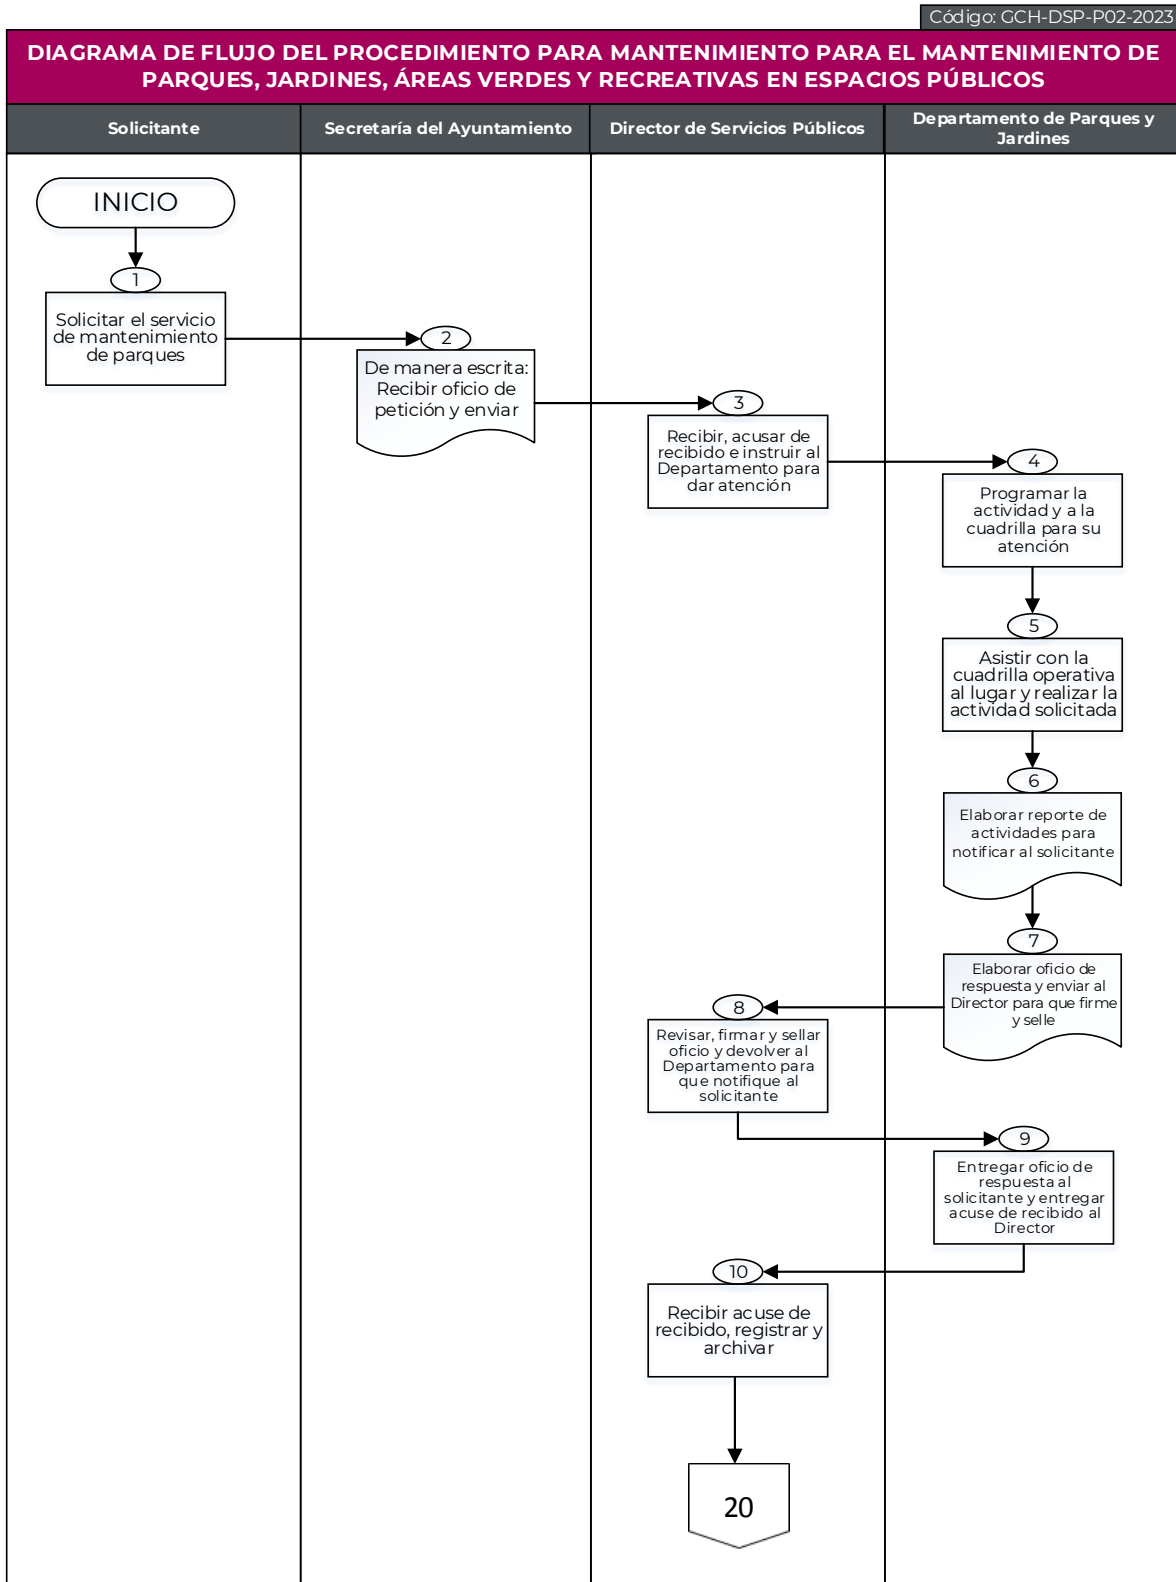 Código: GCH-DSP-P02-2023
DIAGRAMA DE FLUJO DEL PROCEDIMIENTO PARA MANTENIMIENTO PARA EL MANTENIMIENTO DE
PARQUES, JARDINES, ÁREAS VERDES Y RECREATIVAS EN ESPACIOS PÚBLICOS
Solicitante
Secretaría del Ayuntamiento
Director de Servicios Públicos
Departamento de Parques y
Jardines
INICIO
1
Solicitar el servicio
de mantenimiento
de parques
2
De manera escrita:
Recibir oficio de
petición y enviar
3
Recibir, acusar de
recibido e instruir al
Departamento para
dar atención
4
Programar la
actividad y a la
cuadrilla para su
atención
5
Asistir con la
cuadrilla operativa
al lugar y realizar la
actividad solicitada
6
Elaborar reporte de
actividades para
notificar al solicitante
7
Elaborar oficio de
respuesta y enviar al
Director para que firme
y selle
8
Revisar, firmar y sellar
oficio y devolver al
Departamento para
que notifique al
solicitante
9
Entregar oficio de
respuesta al
solicitante y entregar
acuse de recibido al
Director
10
Recibir acuse de
recibido, registrar y
archivar
20